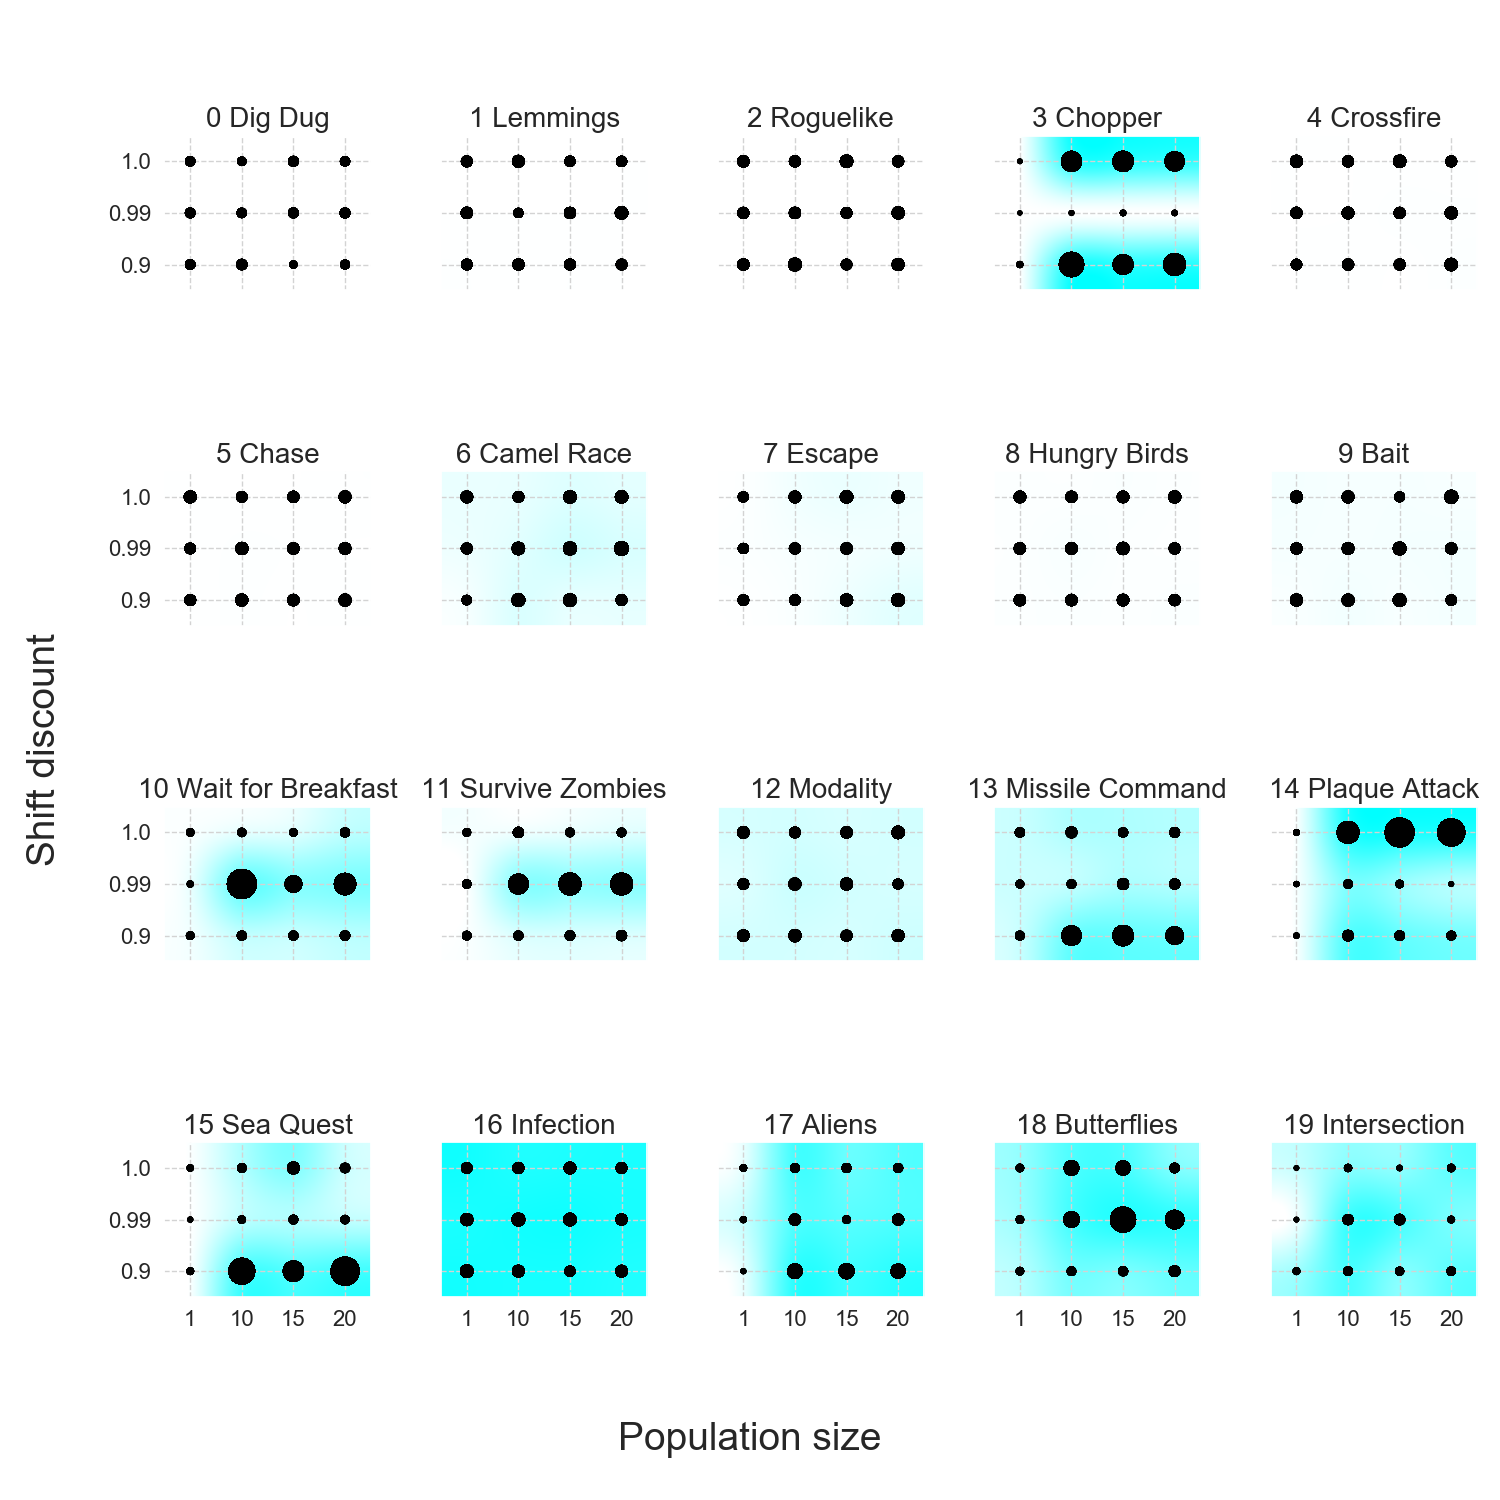 0 Dig Dug
1 Lemmings
2 Roguelike
3 Chopper
4 Crossfire
1.0
0.99
0.9
5 Chase
6 Camel Race
7 Escape
8 Hungry Birds
9 Bait
1.0
0.99
0.9
Shift discount
10 Wait for Breakfast
11 Survive Zombies
12 Modality
13 Missile Command
14 Plaque Attack
1.0
0.99
0.9
15 Sea Quest
16 Infection
17 Aliens
18 Butterflies
19 Intersection
1.0
0.99
0.9
1 10 15 20
1 10 15 20
1 10 15 20
1 10 15 20
1 10 15 20
Population size